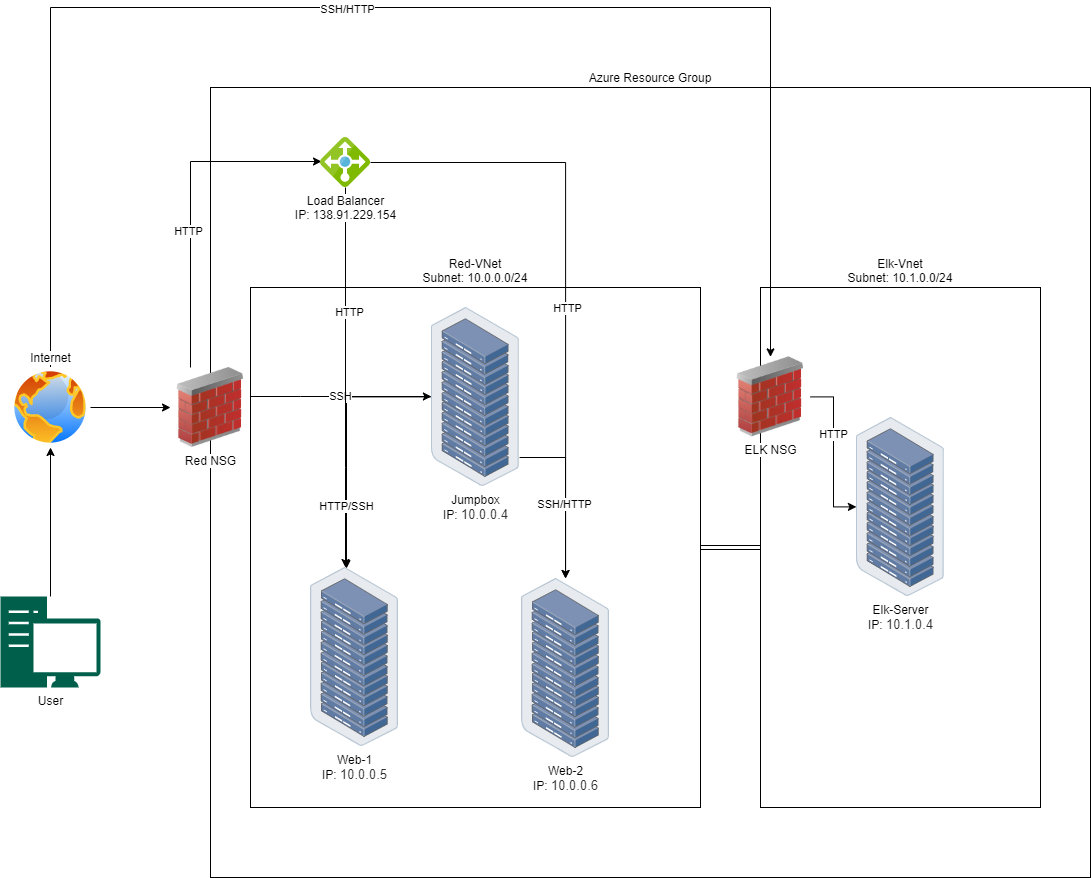 SSH/HTTP
Azure Resource Group
Load Balancer
IP: 138.91.229.154
HTTP
Red-VNet
Subnet: 10.0.0.0/24
Elk-Vnet
Subnet: 10.1.0.0/24
HTTP
HTTP
Internet
SSH
Red NSG
ELK NSG
HTTP
Jumpbox
IP: 10.0.0.4
HTTP/SSH
SSH/HTTP
Elk-Server
IP: 10.1.0.4
User
Web-1
IP: 10.0.0.5
Web-2
IP: 10.0.0.6